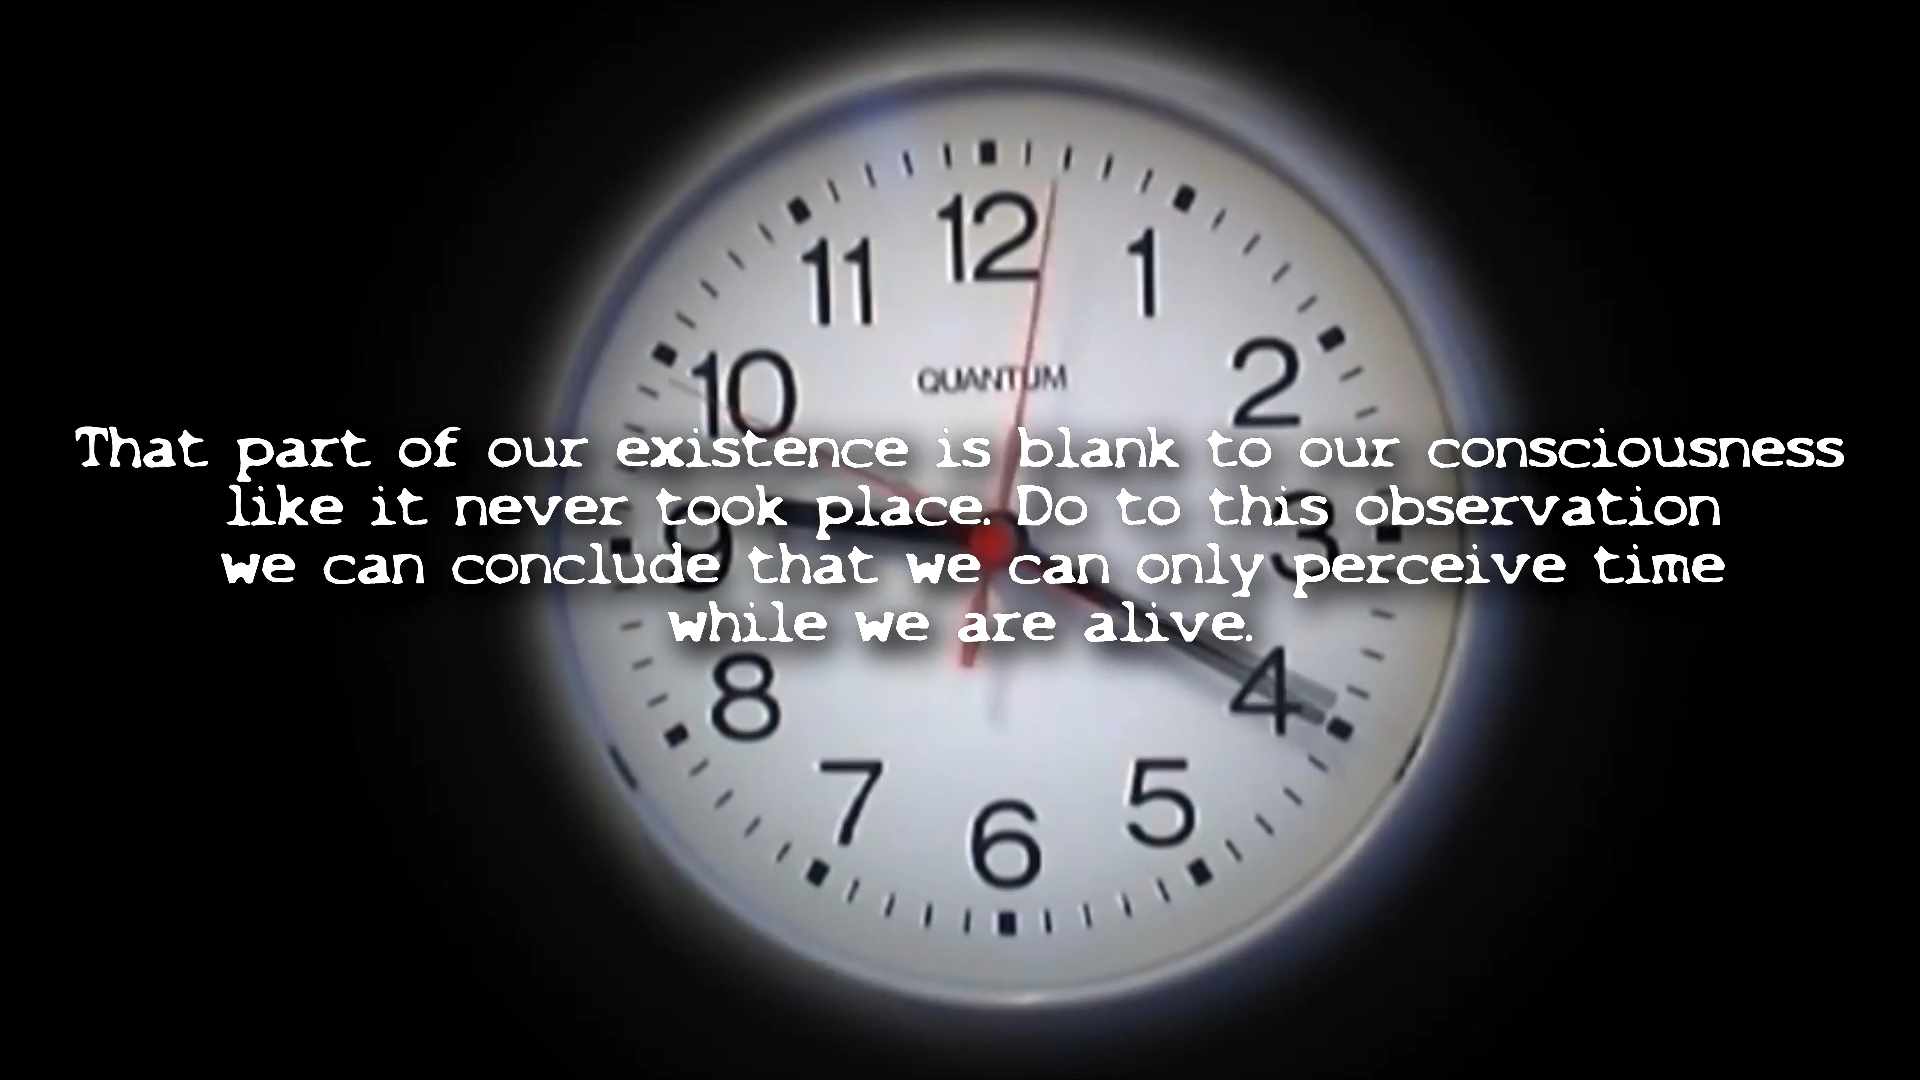 12
11
1
10
QUANTUM
2
That part of our existence is blank to our consciousness
like it never took place. Do to this observation
9
3
we can conclude that we can only perceive time
while we are alive.
8
4
7
5
6